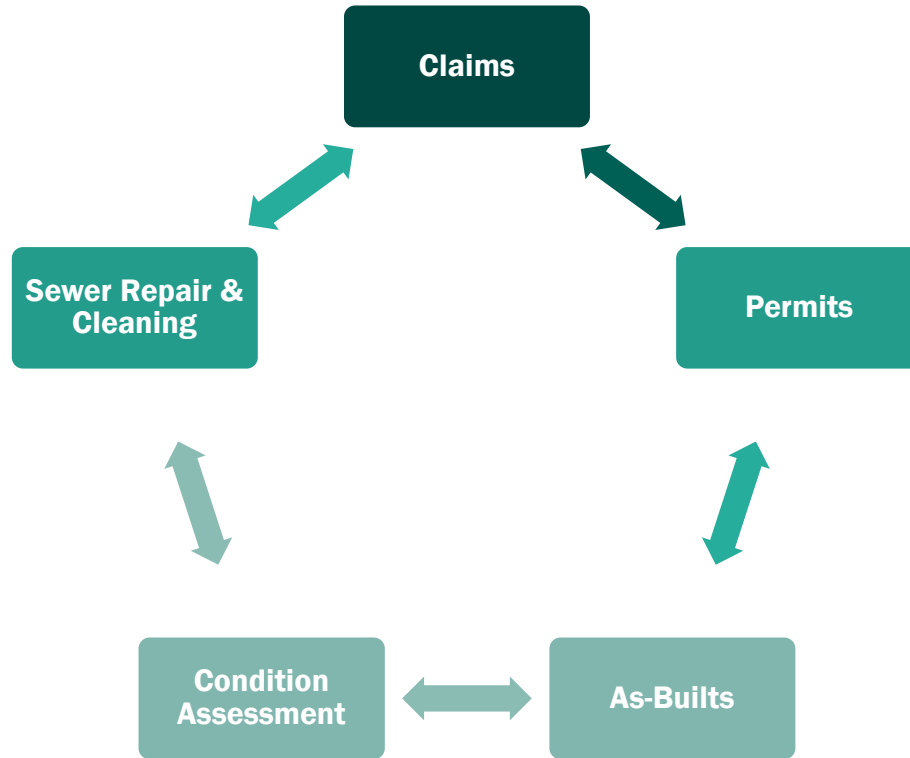 Claims
Sewer Repair &
Cleaning
Permits
Condition
Assessment
As-Builts